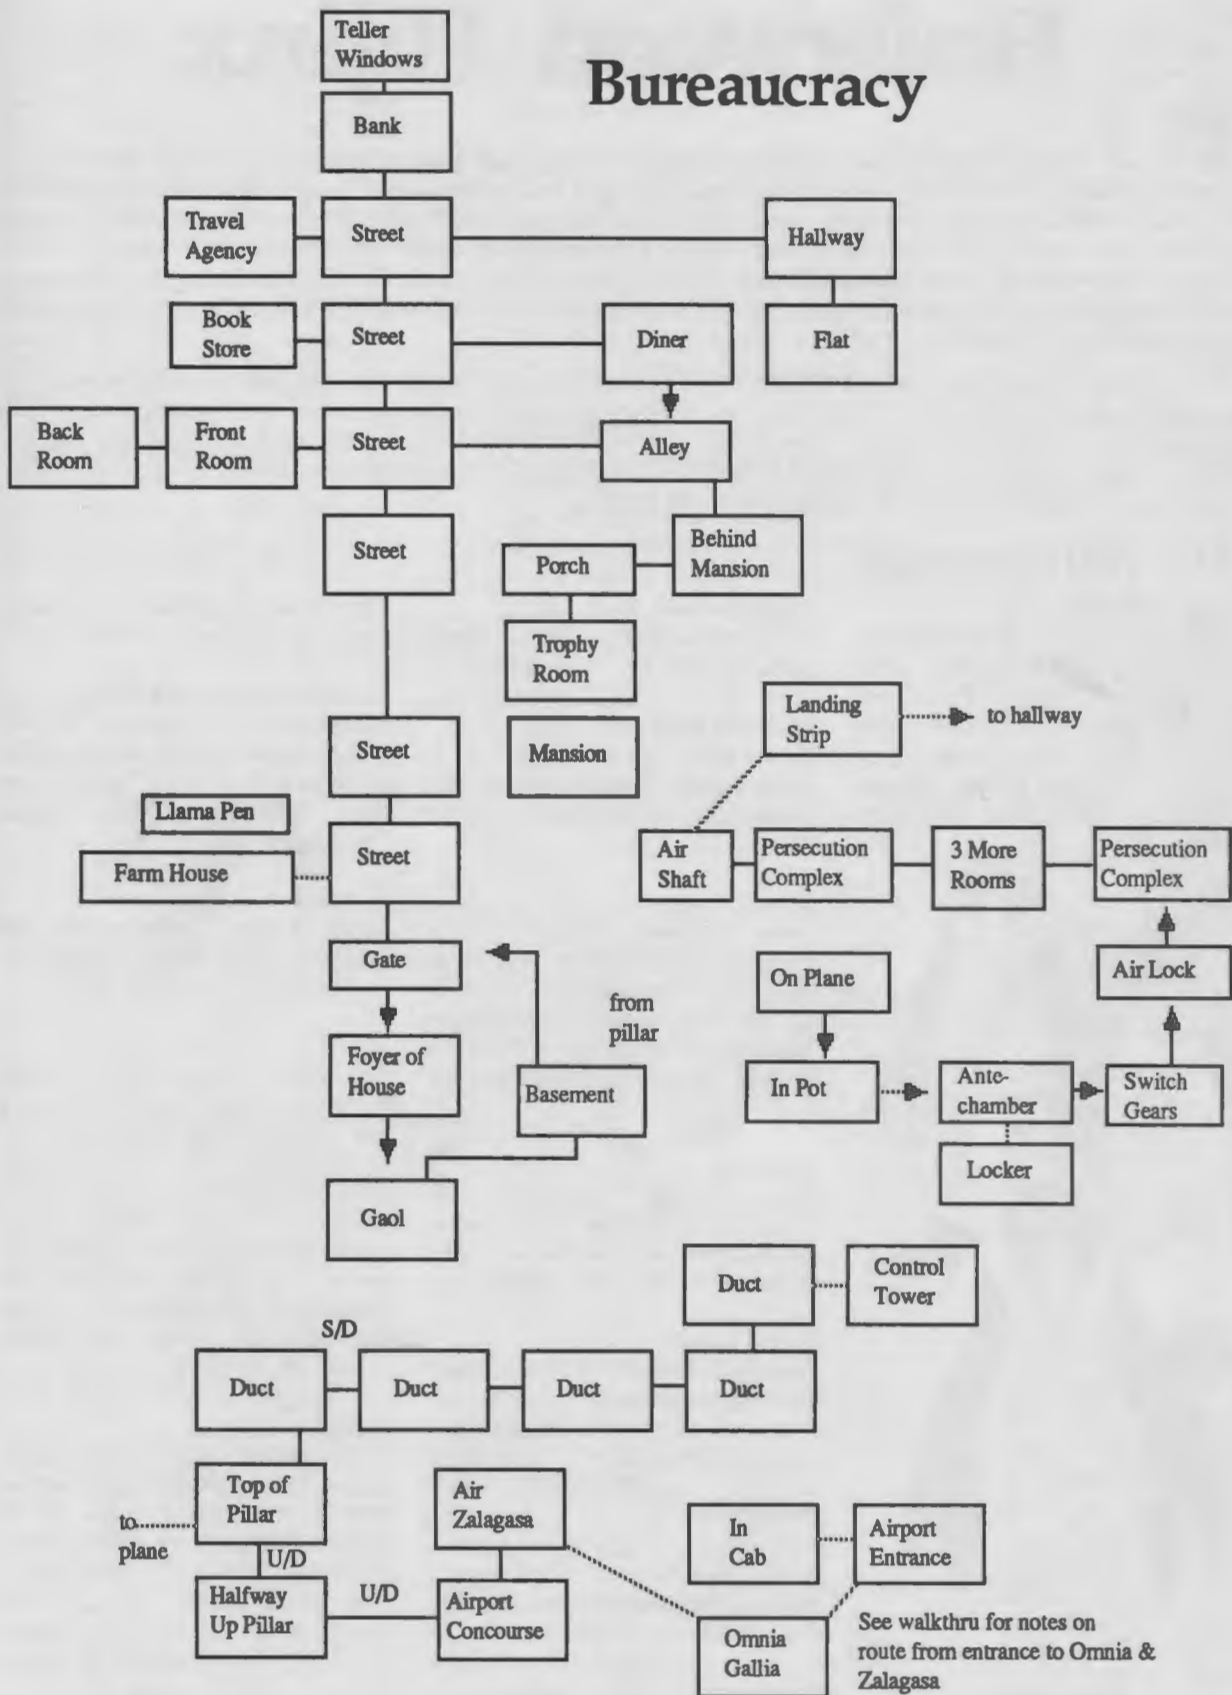 Bureaucracy
Teller
Windows
Bank
Travel
Agency
Street
Hallway
Book
Store
Street
Diner
Flat
Back
Room
Front
Room
Street
Alley
Street
Porch
Behind
Mansion
Trophy
Room
Landing
Strip
to hallway
Street
Mansion
Llama Pen
Farm House
Street
Air
Shaft
Persecution
Complex
3 More
Rooms
Persecution
Complex
Gate
from
pillar
On Plane
Air Lock
Foyer of
House
Basement
In Pot
Ante-
chamber
Switch
Gears
Locker
Gaol
Duct
Control
Tower
S/D
Duct
Duct
Duct
Duct
Top of
Pillar
to
plane
Air
Zalagasa
In
Cab
Airport
Entrance
U/D
Halfway
Up Pillar
U/D
Airport
Concourse
Omnia
Gallia
See walkthru for notes on
route from entrance to Omnia &
Zalagasa